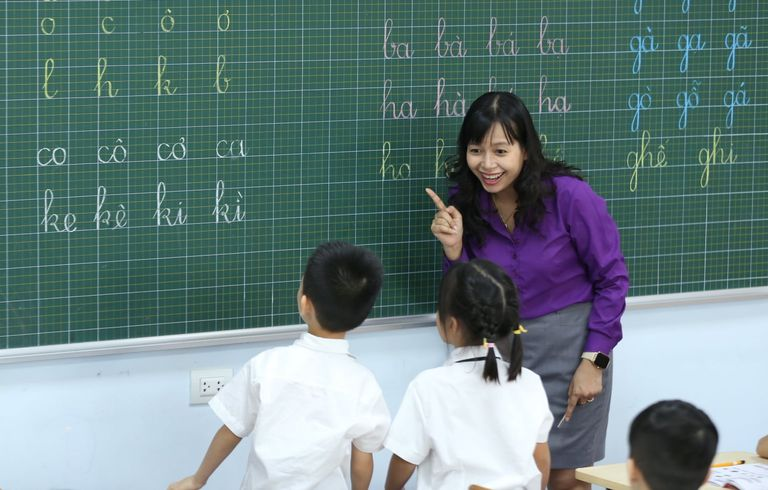 o c ô ơ
l h k b
co cô cơ ca
ke kè ki kì
ba bà bá bạ
ha hà hạ
ho
gà ga gã
gò gỗ gá
ghế ghi